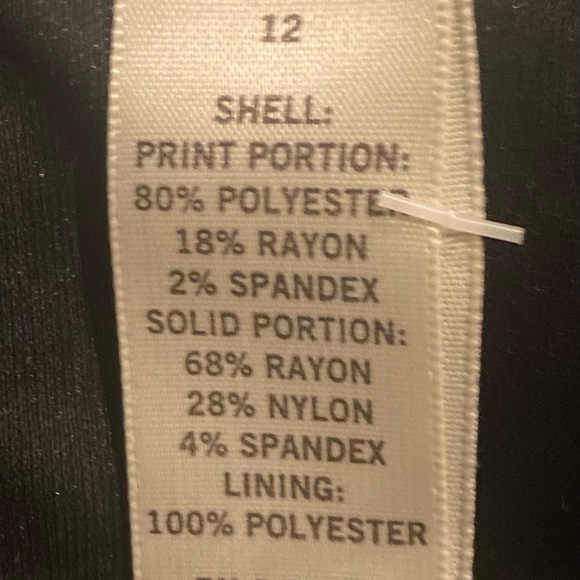 12
SHELL:
PRINT PORTION:
80% POLYESTER
18% RAYON
2% SPANDEX
SOLID PORTION:
68% RAYON
28% NYLON
4% SPANDEX
LINING:
100% POLYESTER